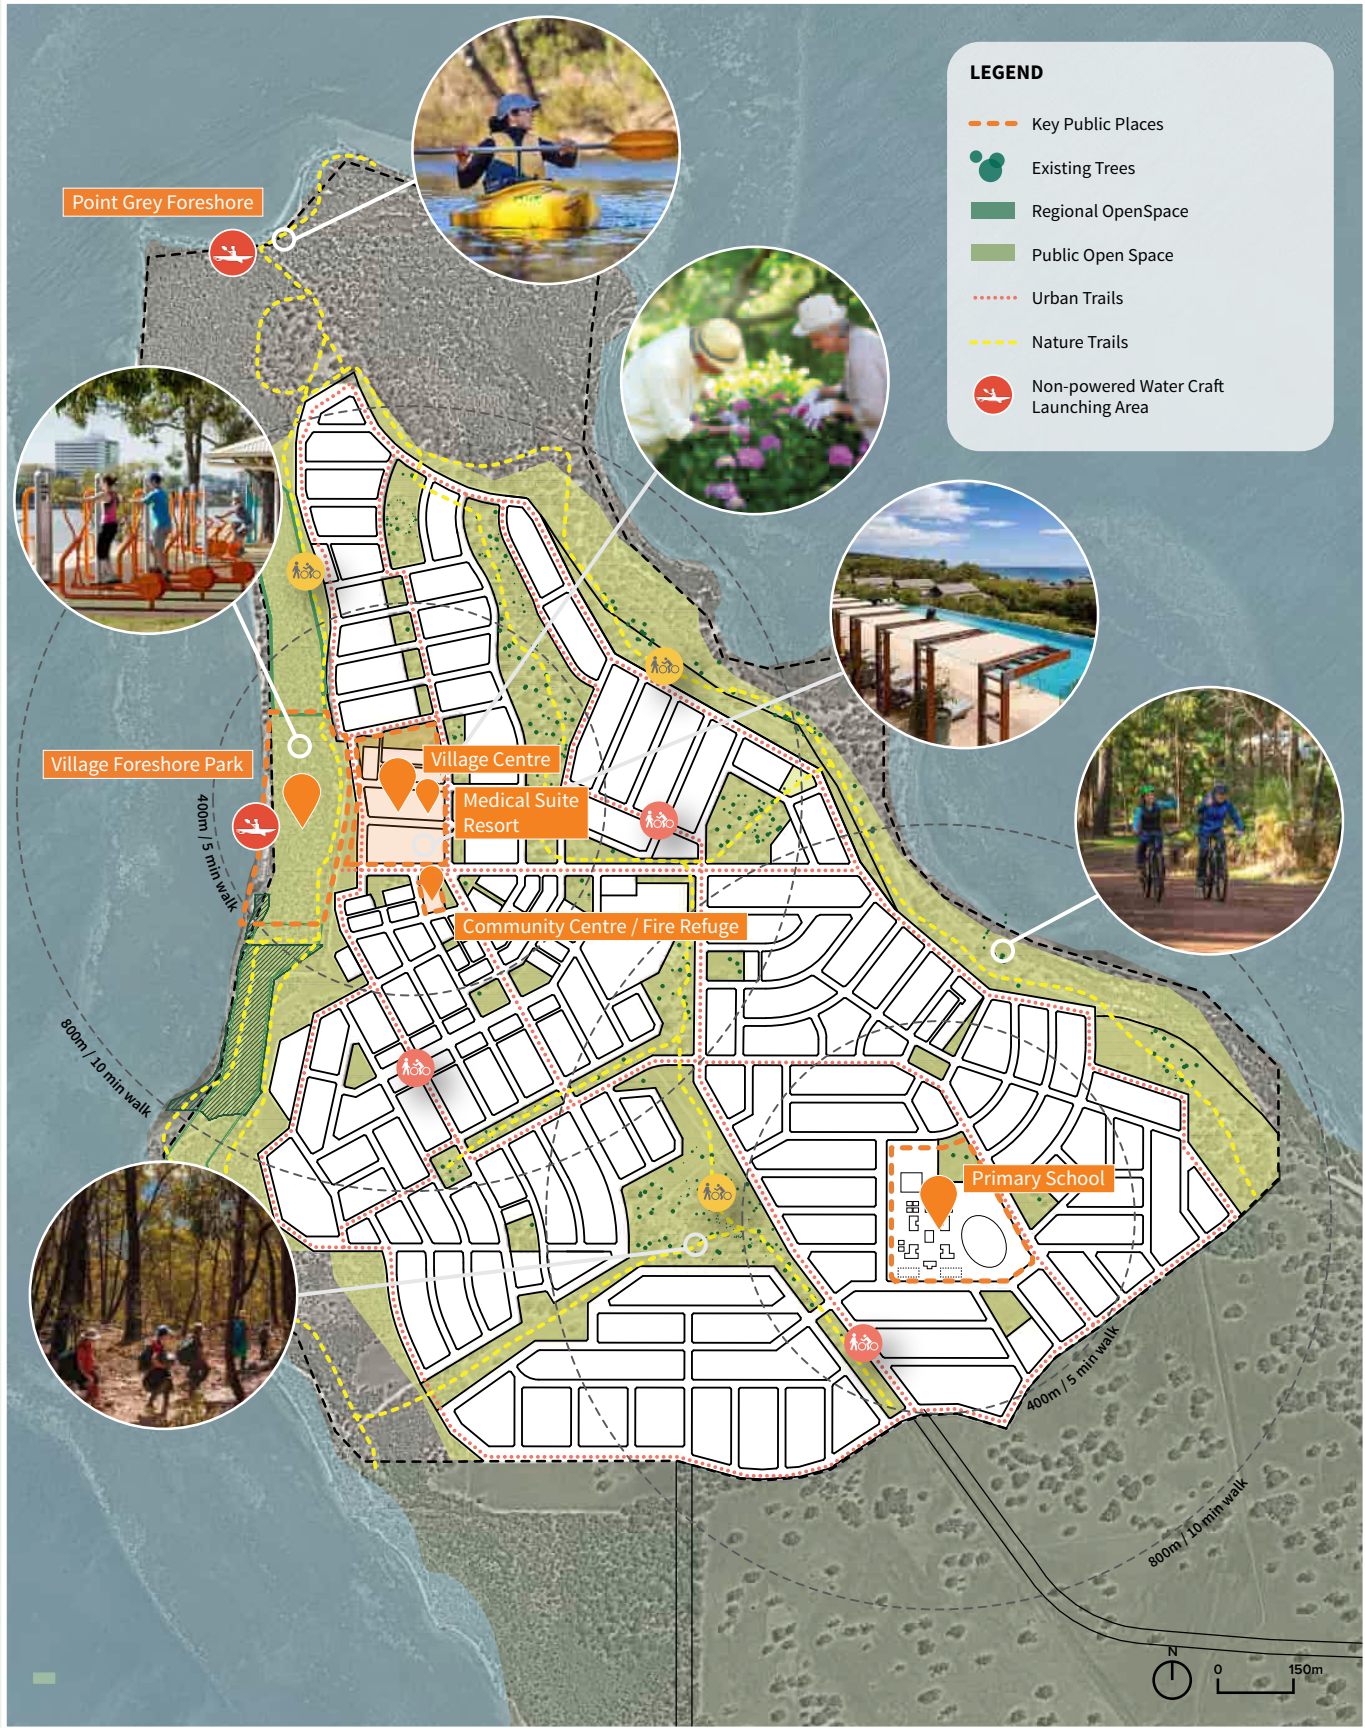 LEGEND
Key Public Places
Existing Trees
Regional OpenSpace
Public Open Space
Urban Trails
Nature Trails
Non-powered Water Craft
Launching Area
Point Grey Foreshore
Village Foreshore Park
Village Centre
Medical Suite
Resort
400m / 5 min walk
Community Centre / Fire Refuge
800m / 10 min walk
Primary School
400m / 5 min walk
800m / 10 min walk
N
0 150m